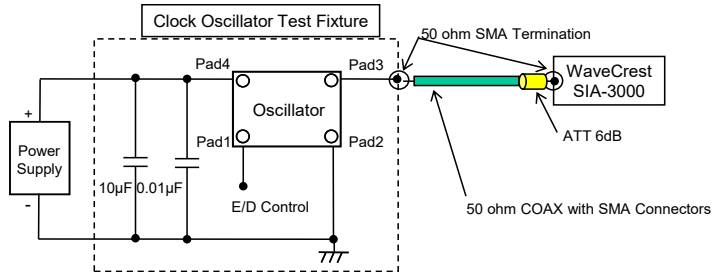 Clock Oscillator Test Fixture
50 ohm SMA Termination
Pad4
Pad3
WaveCrest
SIA-3000
Oscillator
+
Power
Supply
-
Pad1
Pad2
ATT 6dB
10µF
0.01µF
E/D Control
50 ohm COAX with SMA Connectors